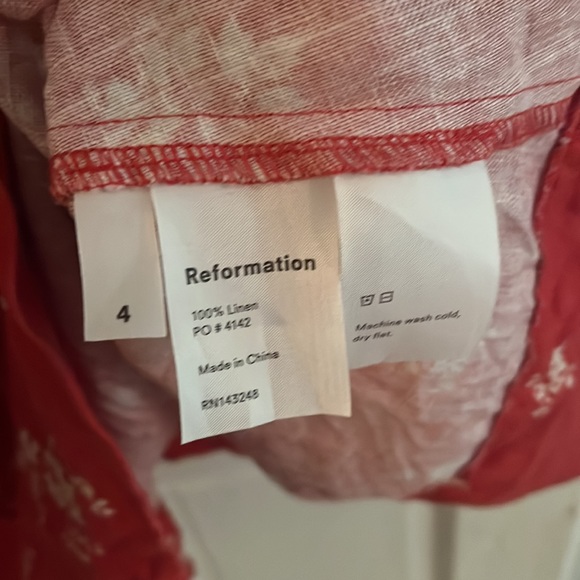 4
Reformation
100% Linen
PO # 4142
Made in China
RN143248
Machine wash cold,
dry flat.